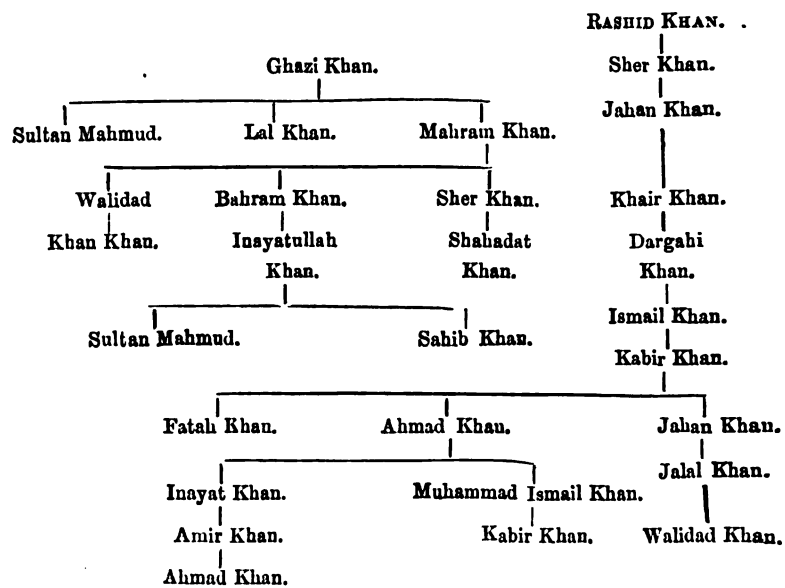 RASHID KHAN.
Ghazi Khan. Sher Khan.
Jahan Khan.
Sultan Mahmud. Lal Khan. Mahram Khan.
Walidad Bahram Khan. Sher Khan. Khair Khan.
Khan Khan. Inayatullah Shahadat Dargahi
Khan. Khan. Khan.
Ismail Khan.
Sultan Mahmud. Sahib Khan.
Kabir Khan.
Fatah Khan. Ahmad Khan. Jahan Khan.
Jalal Khan.
Inayat Khan. Muhammad Ismail Khan.
Amir Khan. Kabir Khan. Walidad Khan.
Ahmad Khan.